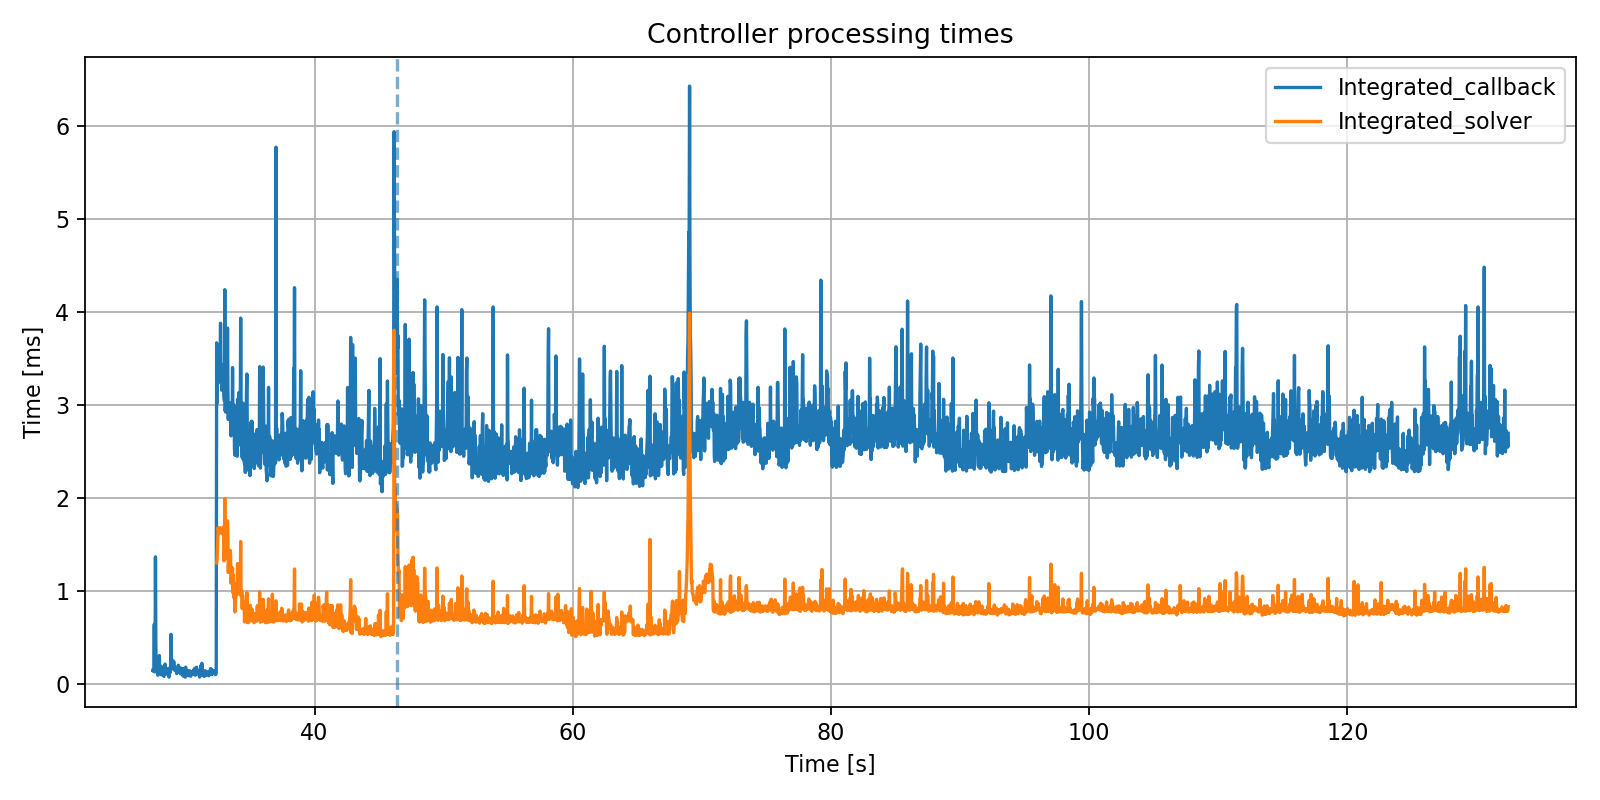 Controller processing times
Integrated_callback
Integrated_solver
Time [ms]
6
5
4
3
2
1
0
40 60 80 100 120
Time [s]